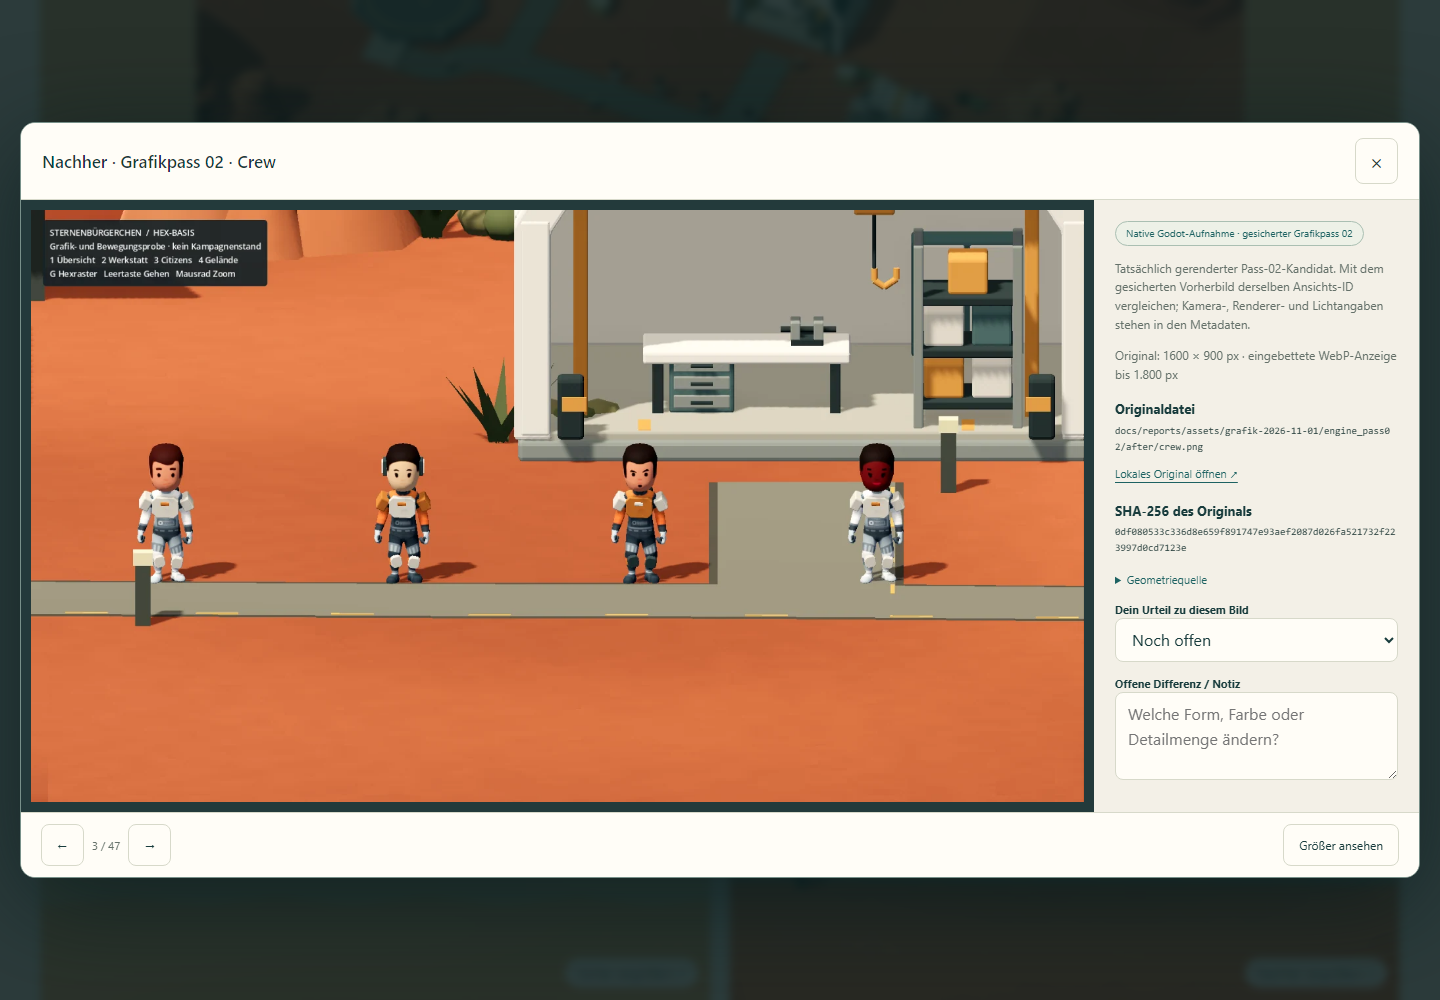 Nachher · Grafikpass 02 · Crew
×
STERNENBÜRGERCHEN / HEX-BASIS
Grafik- und Bewegungsprobe · kein Kampagnenstand
1 Übersicht 2 Werkstatt 3 Citizens 4 Gelände
G Hexraster Leertaste Gehen Mausrad Zoom
Native Godot-Aufnahme · gesicherter Grafikpass 02
Tatsächlich gerenderter Pass-02-Kandidat. Mit dem
gesicherten Vorherbild derselben Ansichts-ID
vergleichen; Kamera-, Renderer- und Lichtangaben
stehen in den Metadaten.
Original: 1600 × 900 px · eingebettete WebP-Anzeige
bis 1.800 px
Originaldatei
docs/reports/assets/grafik-2026-11-01/engine_pass0
2/after/crew.png
Lokales Original öffnen ↗
SHA-256 des Originals
0df080533c336d8e659f891747e93aef2087d026fa521732f22
3997d0cd7123e
▶ Geometriequelle
Dein Urteil zu diesem Bild
Noch offen
Offene Differenz / Notiz
Welche Form, Farbe oder
Detailmenge ändern?
← 3 / 47 →
Größer ansehen